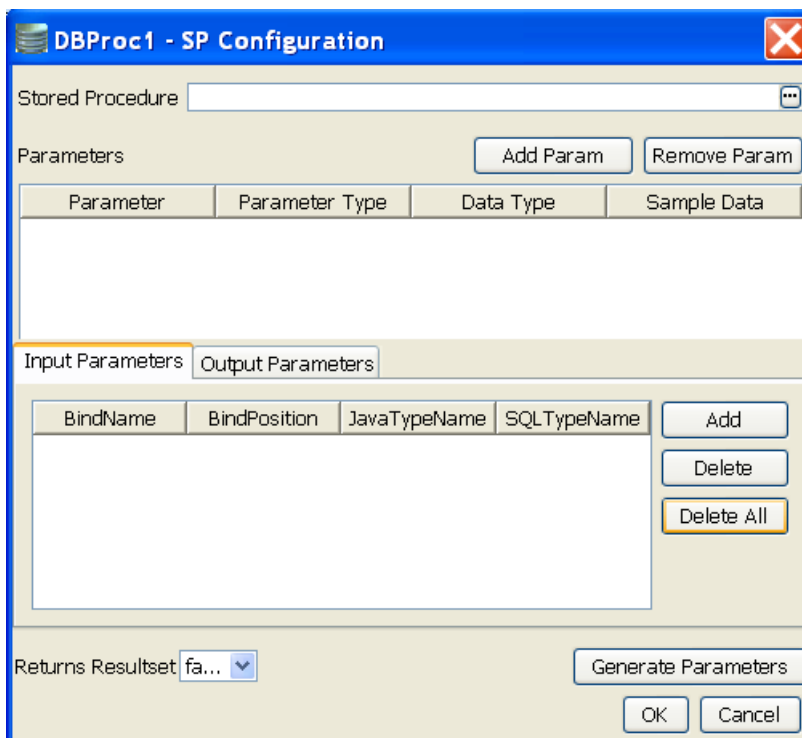 DBProc1 - SP Configuration
Stored Procedure
Parameters Add Param Remove Param
Parameter Parameter Type Data Type Sample Data
Input Parameters Output Parameters
BindName BindPosition JavaTypeName SQLTypeName Add
Delete
Delete All
Returns Resultset fa... Generate Parameters
OK Cancel